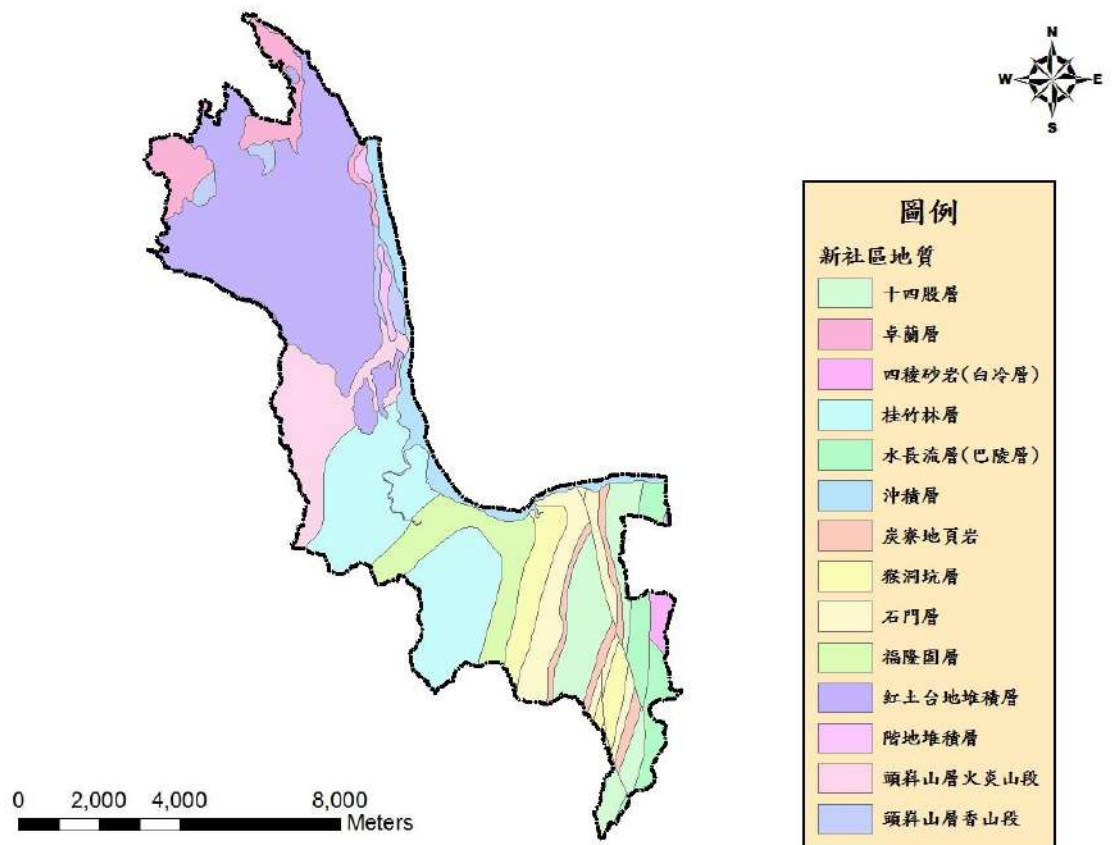 N
W E
S
圖例
新社區地質
十四股層
卓蘭層
四稜砂岩(白冷層)
桂竹林層
水長流層(巴陵層)
沖積層
炭寮地頁岩
猴洞坑層
石門層
福隆園層
紅土台地堆積層
階地堆積層
頭嵙山層火炎山段
頭嵙山層香山段
0 2,000 4,000 8,000
Meters